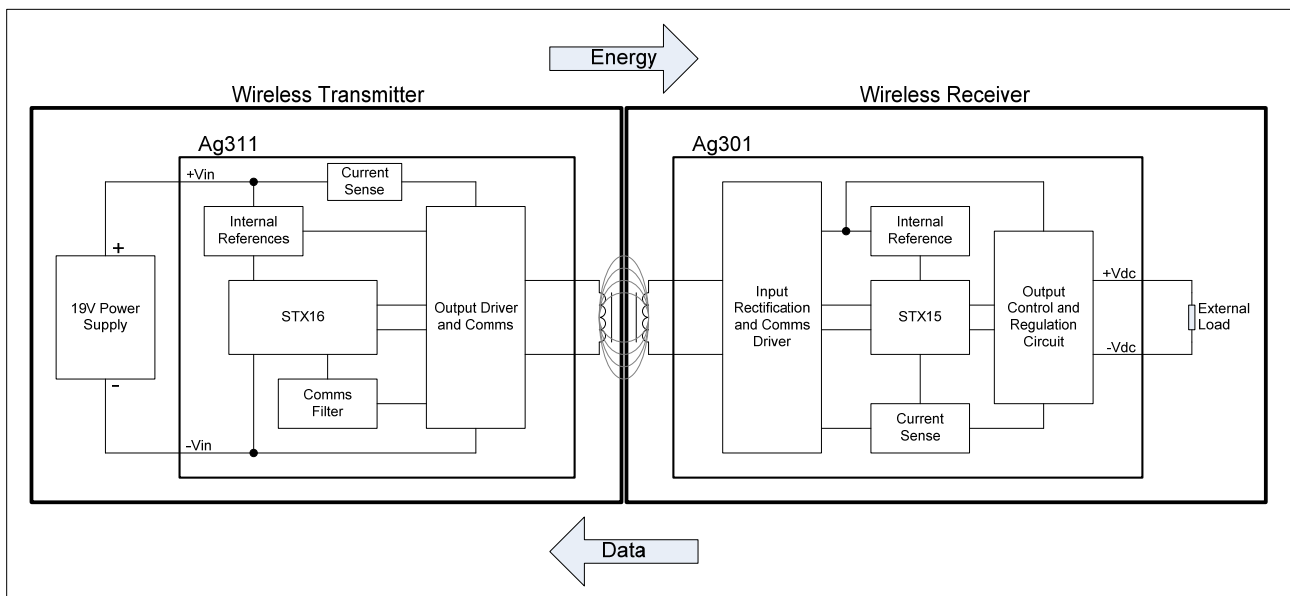 Energy
Wireless Transmitter
Wireless Receiver
Ag311
Ag301
+Vin
Current
Sense
Internal
References
+
19V Power
Supply
-
STX16
Output Driver
and Comms
Comms
Filter
-Vin
Input
Rectification
and Comms
Driver
Internal
Reference
STX15
Current
Sense
Output
Control and
Regulation
Circuit
+Vdc
-Vdc
External
Load
Data